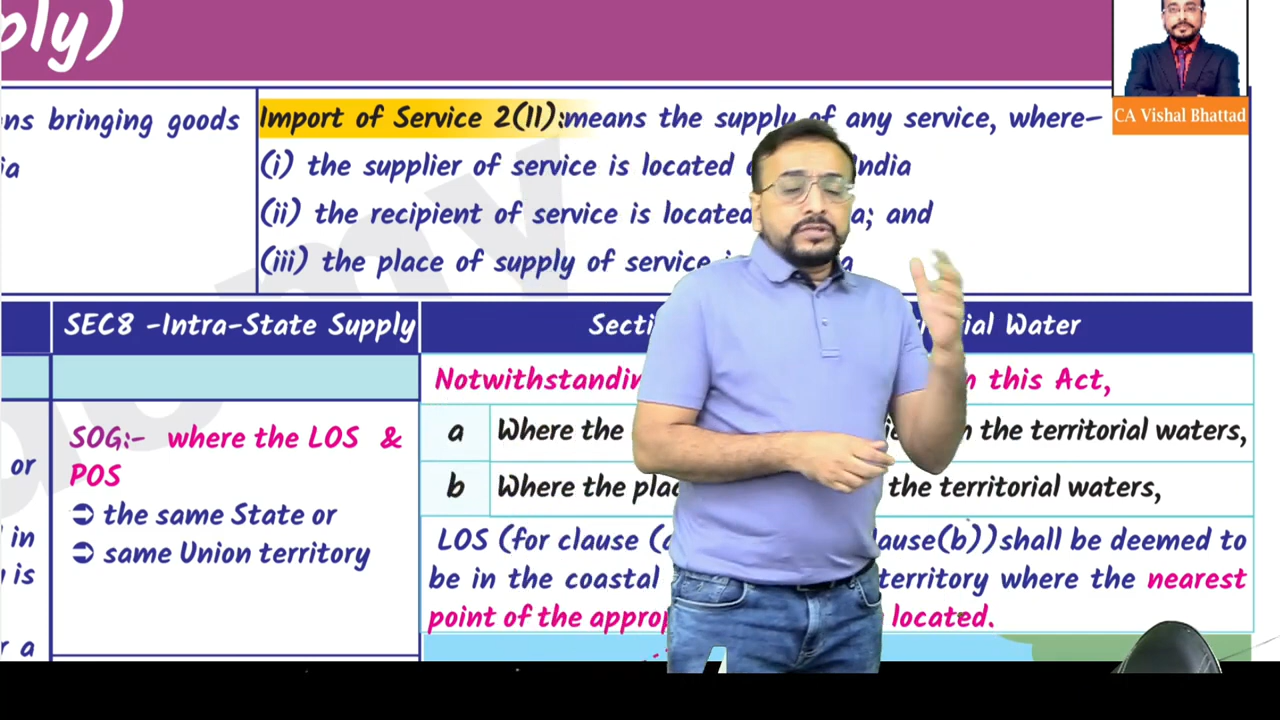 ply)
CA Vishal Bhattad
ns bringing goods
ia
Import of Service 2(11):means the supply of any service, where-
(i) the supplier of service is located India
(ii) the recipient of service is located ; and
(iii) the place of supply of service
SEC8 -Intra-State Supply
Water
Notwithstandin this Act,
SOG:- where the LOS &
POS
⮊ the same State or
⮊ same Union territory
or
in
is
r a
a Where the the territorial waters,
b Where the the territorial waters,
LOS (for clause lause(b))shall be deemed to
be in the coastal territory where the nearest
point of the approp located.